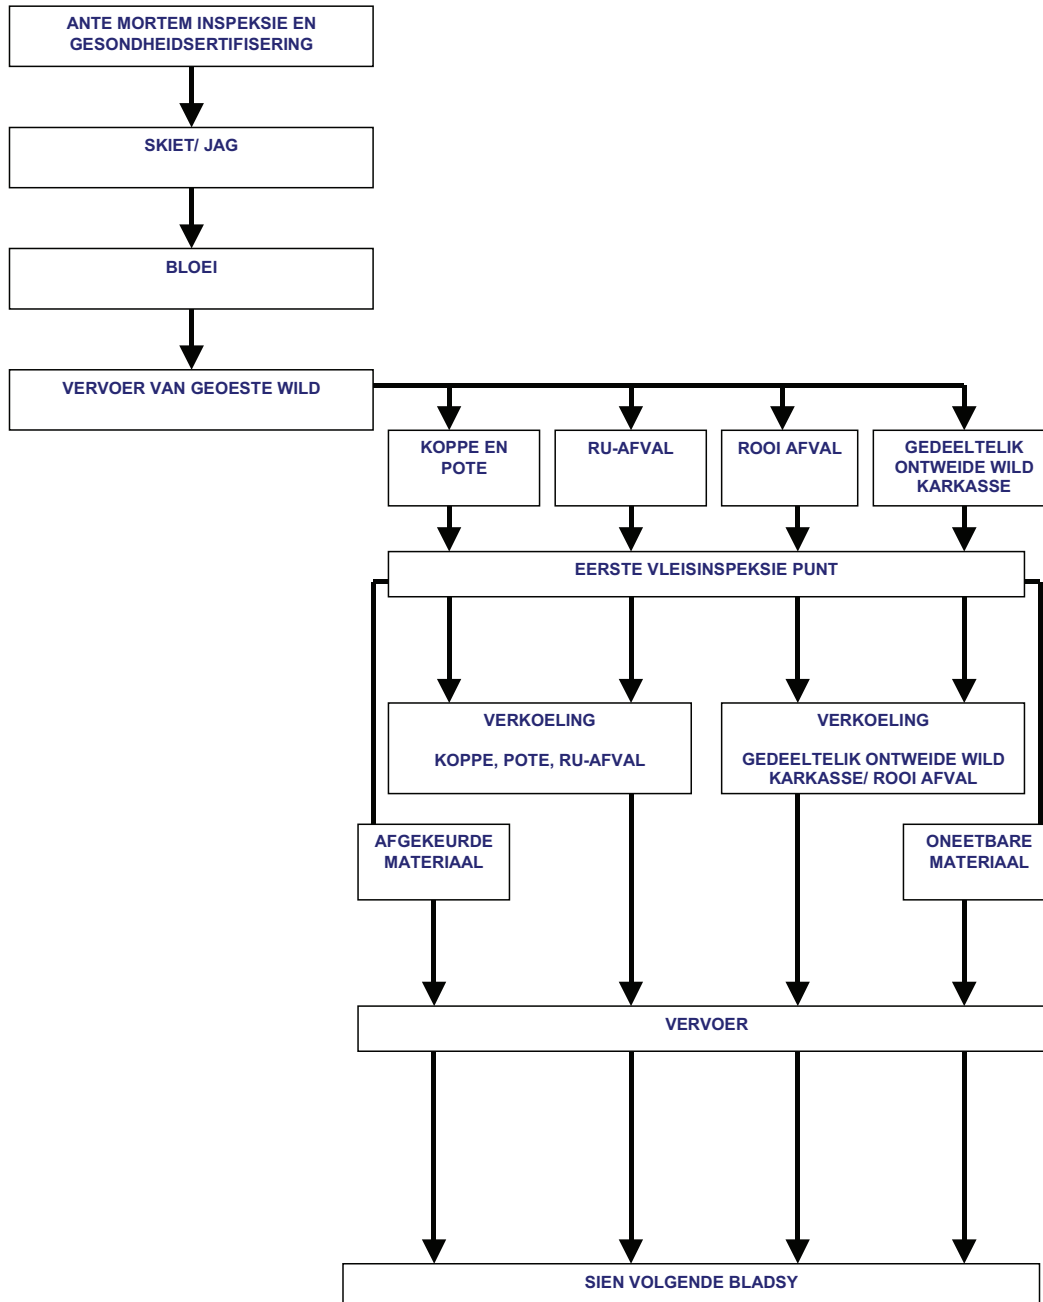 ANTE MORTEM INSPEKSIE EN
GESONDHEIDSERTIFISERING
SKIET/ JAG
BLOEI
VERVOER VAN GEOESTE WILD
KOPPE EN
POTE
RU-AFVAL
ROOI AFVAL
GEDEELTELIK
ONTWEIDE WILD
KARKASSE
EERSTE VLEISINSPEKSIE PUNT
VERKOELING
KOPPE, POTE, RU-AFVAL
VERKOELING
GEDEELTELIK ONTWEIDE WILD
KARKASSE/ ROOI AFVAL
AFGEKEURDE
MATERIAAL
ONEETBARE
MATERIAAL
VERVOER
SIEN VOLGENDE BLADSY